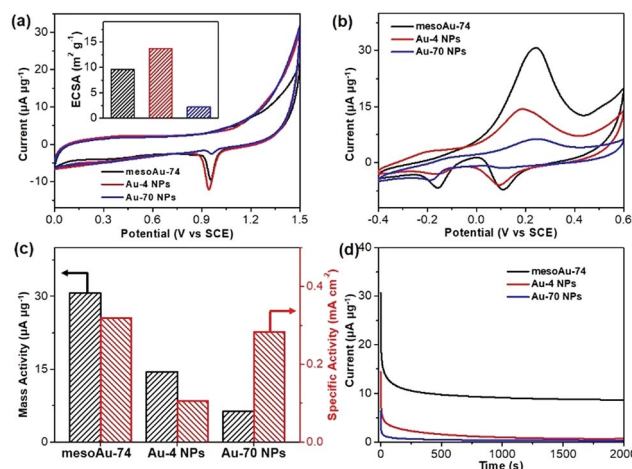 (a)
Current (µA µg⁻¹)
30
20
10
0
-10
ECSA (m² g⁻¹)
20
15
10
5
0
mesoAu-74
Au-4 NPs
Au-70 NPs
0.0 0.3 0.6 0.9 1.2 1.5
Potential (V vs SCE)
(b)
Current (µA µg⁻¹)
45
30
15
0
-15
mesoAu-74
Au-4 NPs
Au-70 NPs
-0.4 -0.2 0.0 0.2 0.4 0.6
Potential (V vs SCE)
(c)
Mass Activity (µA µg⁻¹)
30
15
0
0.4
0.2
0.0
Specific Activity (mA cm⁻²)
mesoAu-74 Au-4 NPs Au-70 NPs
(d)
Current (µA µg⁻¹)
40
30
20
10
0
mesoAu-74
Au-4 NPs
Au-70 NPs
0 500 1000 1500 2000
Time (s)